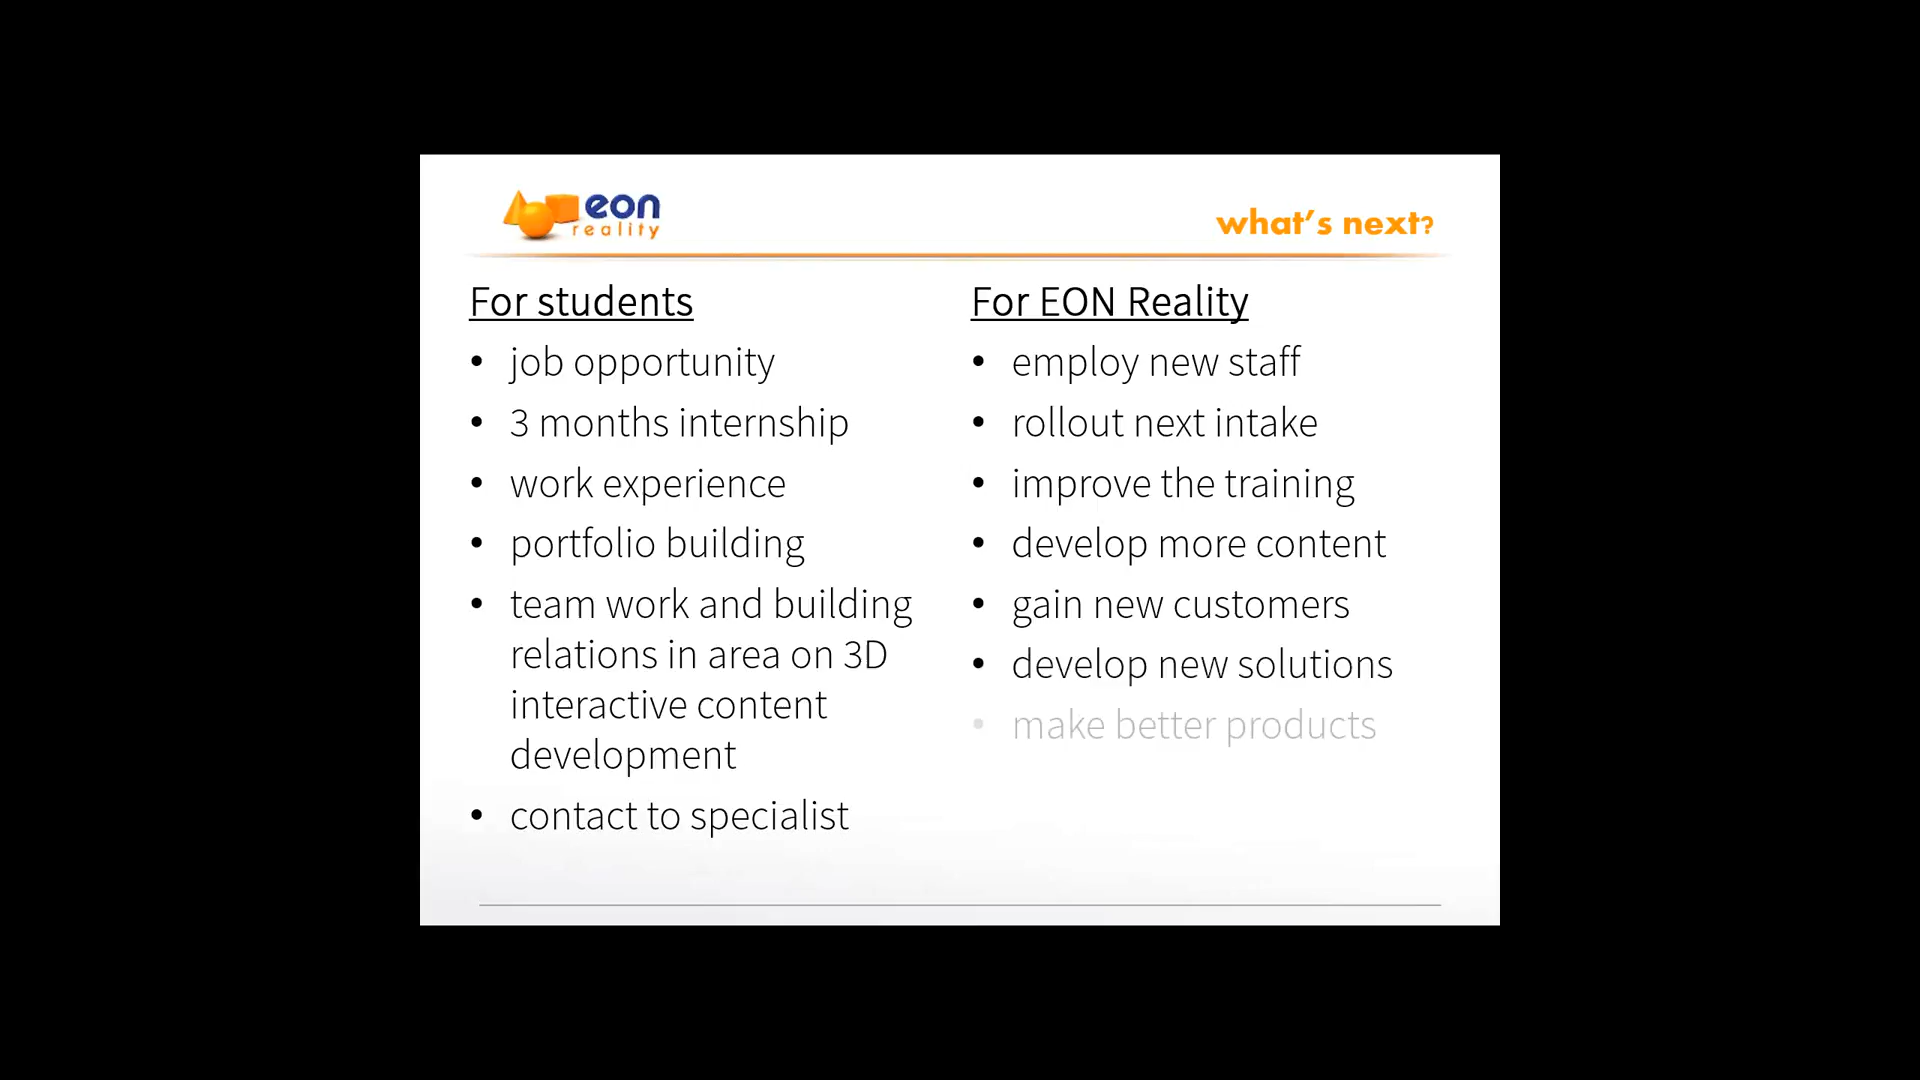 eon
reality
what's next?
For students
• job opportunity
• 3 months internship
• work experience
• portfolio building
• team work and building
relations in area on 3D
interactive content
development
• contact to specialist
For EON Reality
• employ new staff
• rollout next intake
• improve the training
• develop more content
• gain new customers
• develop new solutions
• make better products